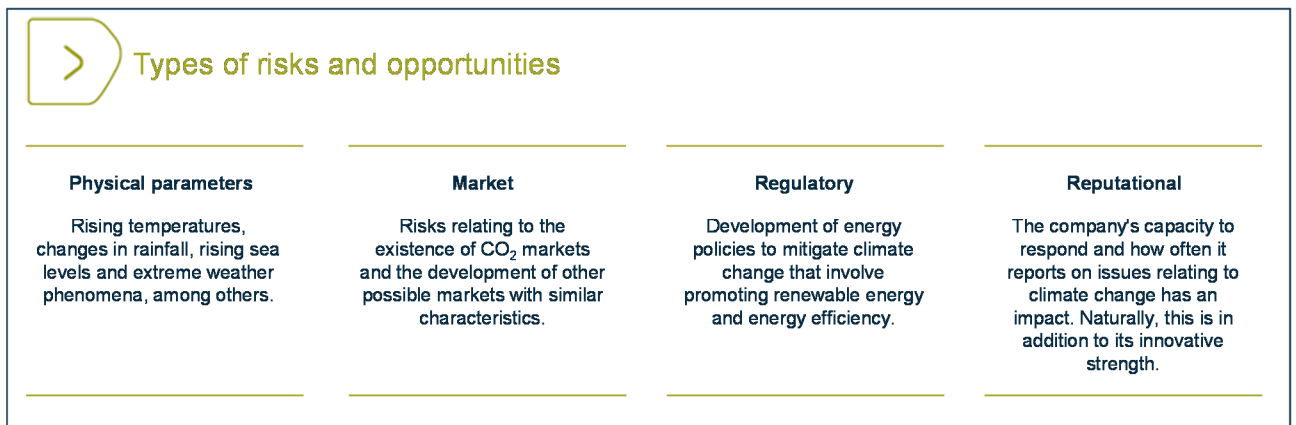 Types of risks and opportunities
Physical parameters
Rising temperatures,
changes in rainfall, rising sea
levels and extreme weather
phenomena, among others.
Market
Risks relating to the
existence of CO₂ markets
and the development of other
possible markets with similar
characteristics.
Regulatory
Development of energy
policies to mitigate climate
change that involve
promoting renewable energy
and energy efficiency.
Reputational
The company's capacity to
respond and how often it
reports on issues relating to
climate change has an
impact. Naturally, this is in
addition to its innovative
strength.